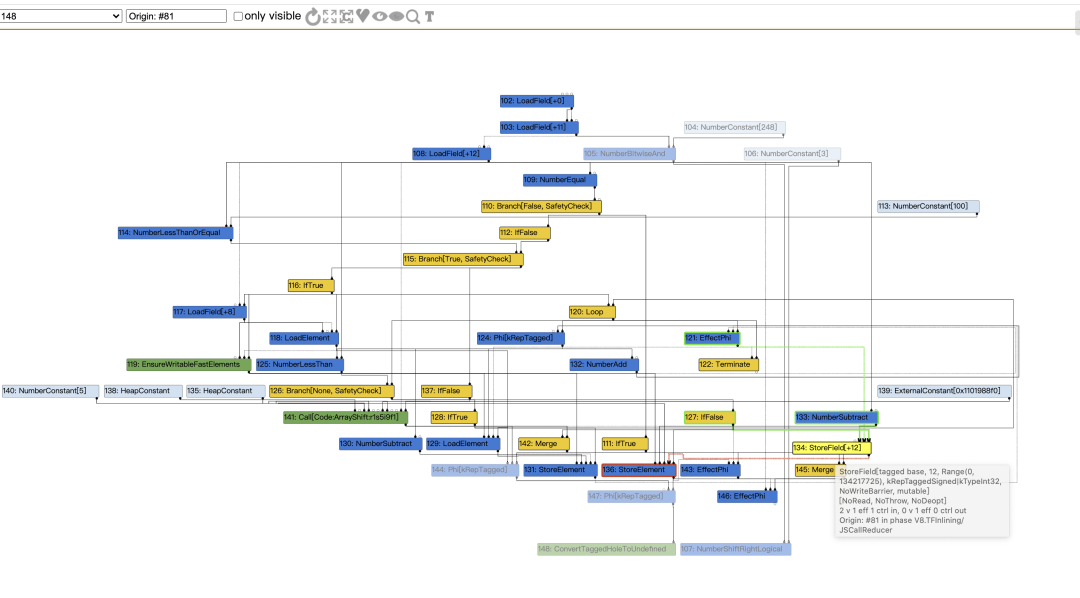 148
Origin: #81
only visible
T
102: LoadField[+0]
103: LoadField[+11]
104: NumberConstant[248]
108: LoadField[+12]
105: NumberBitwiseAnd
106: NumberConstant[3]
109: NumberEqual
110: Branch[False, SafetyCheck]
113: NumberConstant[100]
114: NumberLessThanOrEqual
112: IfFalse
115: Branch[True, SafetyCheck]
116: IfTrue
117: LoadField[+8]
120: Loop
118: LoadElement
124: Phi[kRepTagged]
121: EffectPhi
119: EnsureWritableFastElements
125: NumberLessThan
132: NumberAdd
122: Terminate
140: NumberConstant[5]
138: HeapConstant
135: HeapConstant
126: Branch[None, SafetyCheck]
137: IfFalse
139: ExternalConstant[0x1101988f0]
141: Call[Code:ArrayShift:r1s5i9f1]
128: IfTrue
127: IfFalse
133: NumberSubtract
130: NumberSubtract
129: LoadElement
142: Merge
111: IfTrue
134: StoreField[+12]
144: Phi[kRepTagged]
131: StoreElement
136: StoreElement
143: EffectPhi
145: Merge
147: Phi[kRepTagged]
146: EffectPhi
StoreField[tagged base, 12, Range(0,
134217725), kRepTaggedSigned|kTypeInt32,
NoWriteBarrier, mutable]
[NoRead, NoThrow, NoDeopt]
2 v 1 eff 1 ctrl in, 0 v 1 eff 0 ctrl out
Origin: #81 in phase V8.TFInlining/
JSCallReducer
148: ConvertTaggedHoleToUndefined
107: NumberShiftRightLogical